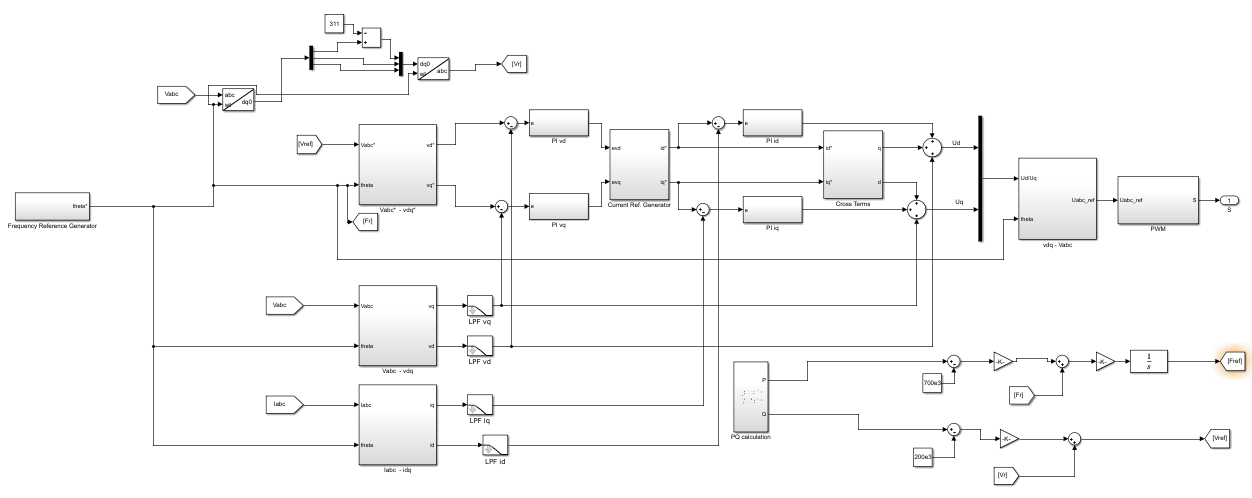 311
−
+
dq0
wt
abc
[Vr]
Vabc
abc
wt
dq0
[Vref]
Vabc*
theta
vd*
vq*
Vabc* - vdq*
[Fr]
theta*
Frequency Reference Generator
+
−
+
−
e
PI vd
e
PI vq
evd
evq
id*
iq*
Current Ref. Generator
+
−
+
−
e
PI id
e
PI iq
id*
iq*
q
d
Cross Terms
Ud
Uq
Ud/Uq
theta
Uabc_ref
vdq - Vabc
Uabc_ref
S
PWM
1
S
Vabc
Vabc
theta
vq
vd
Vabc - vdq
LPF vq
LPF vd
Iabc
Iabc
theta
iq
id
Iabc - idq
LPF iq
LPF id
P
Q
PQ calculation
700e3
-K-
[Fr]
-K-
1
s
[Fref]
200e3
-K-
[Vr]
[Vref]